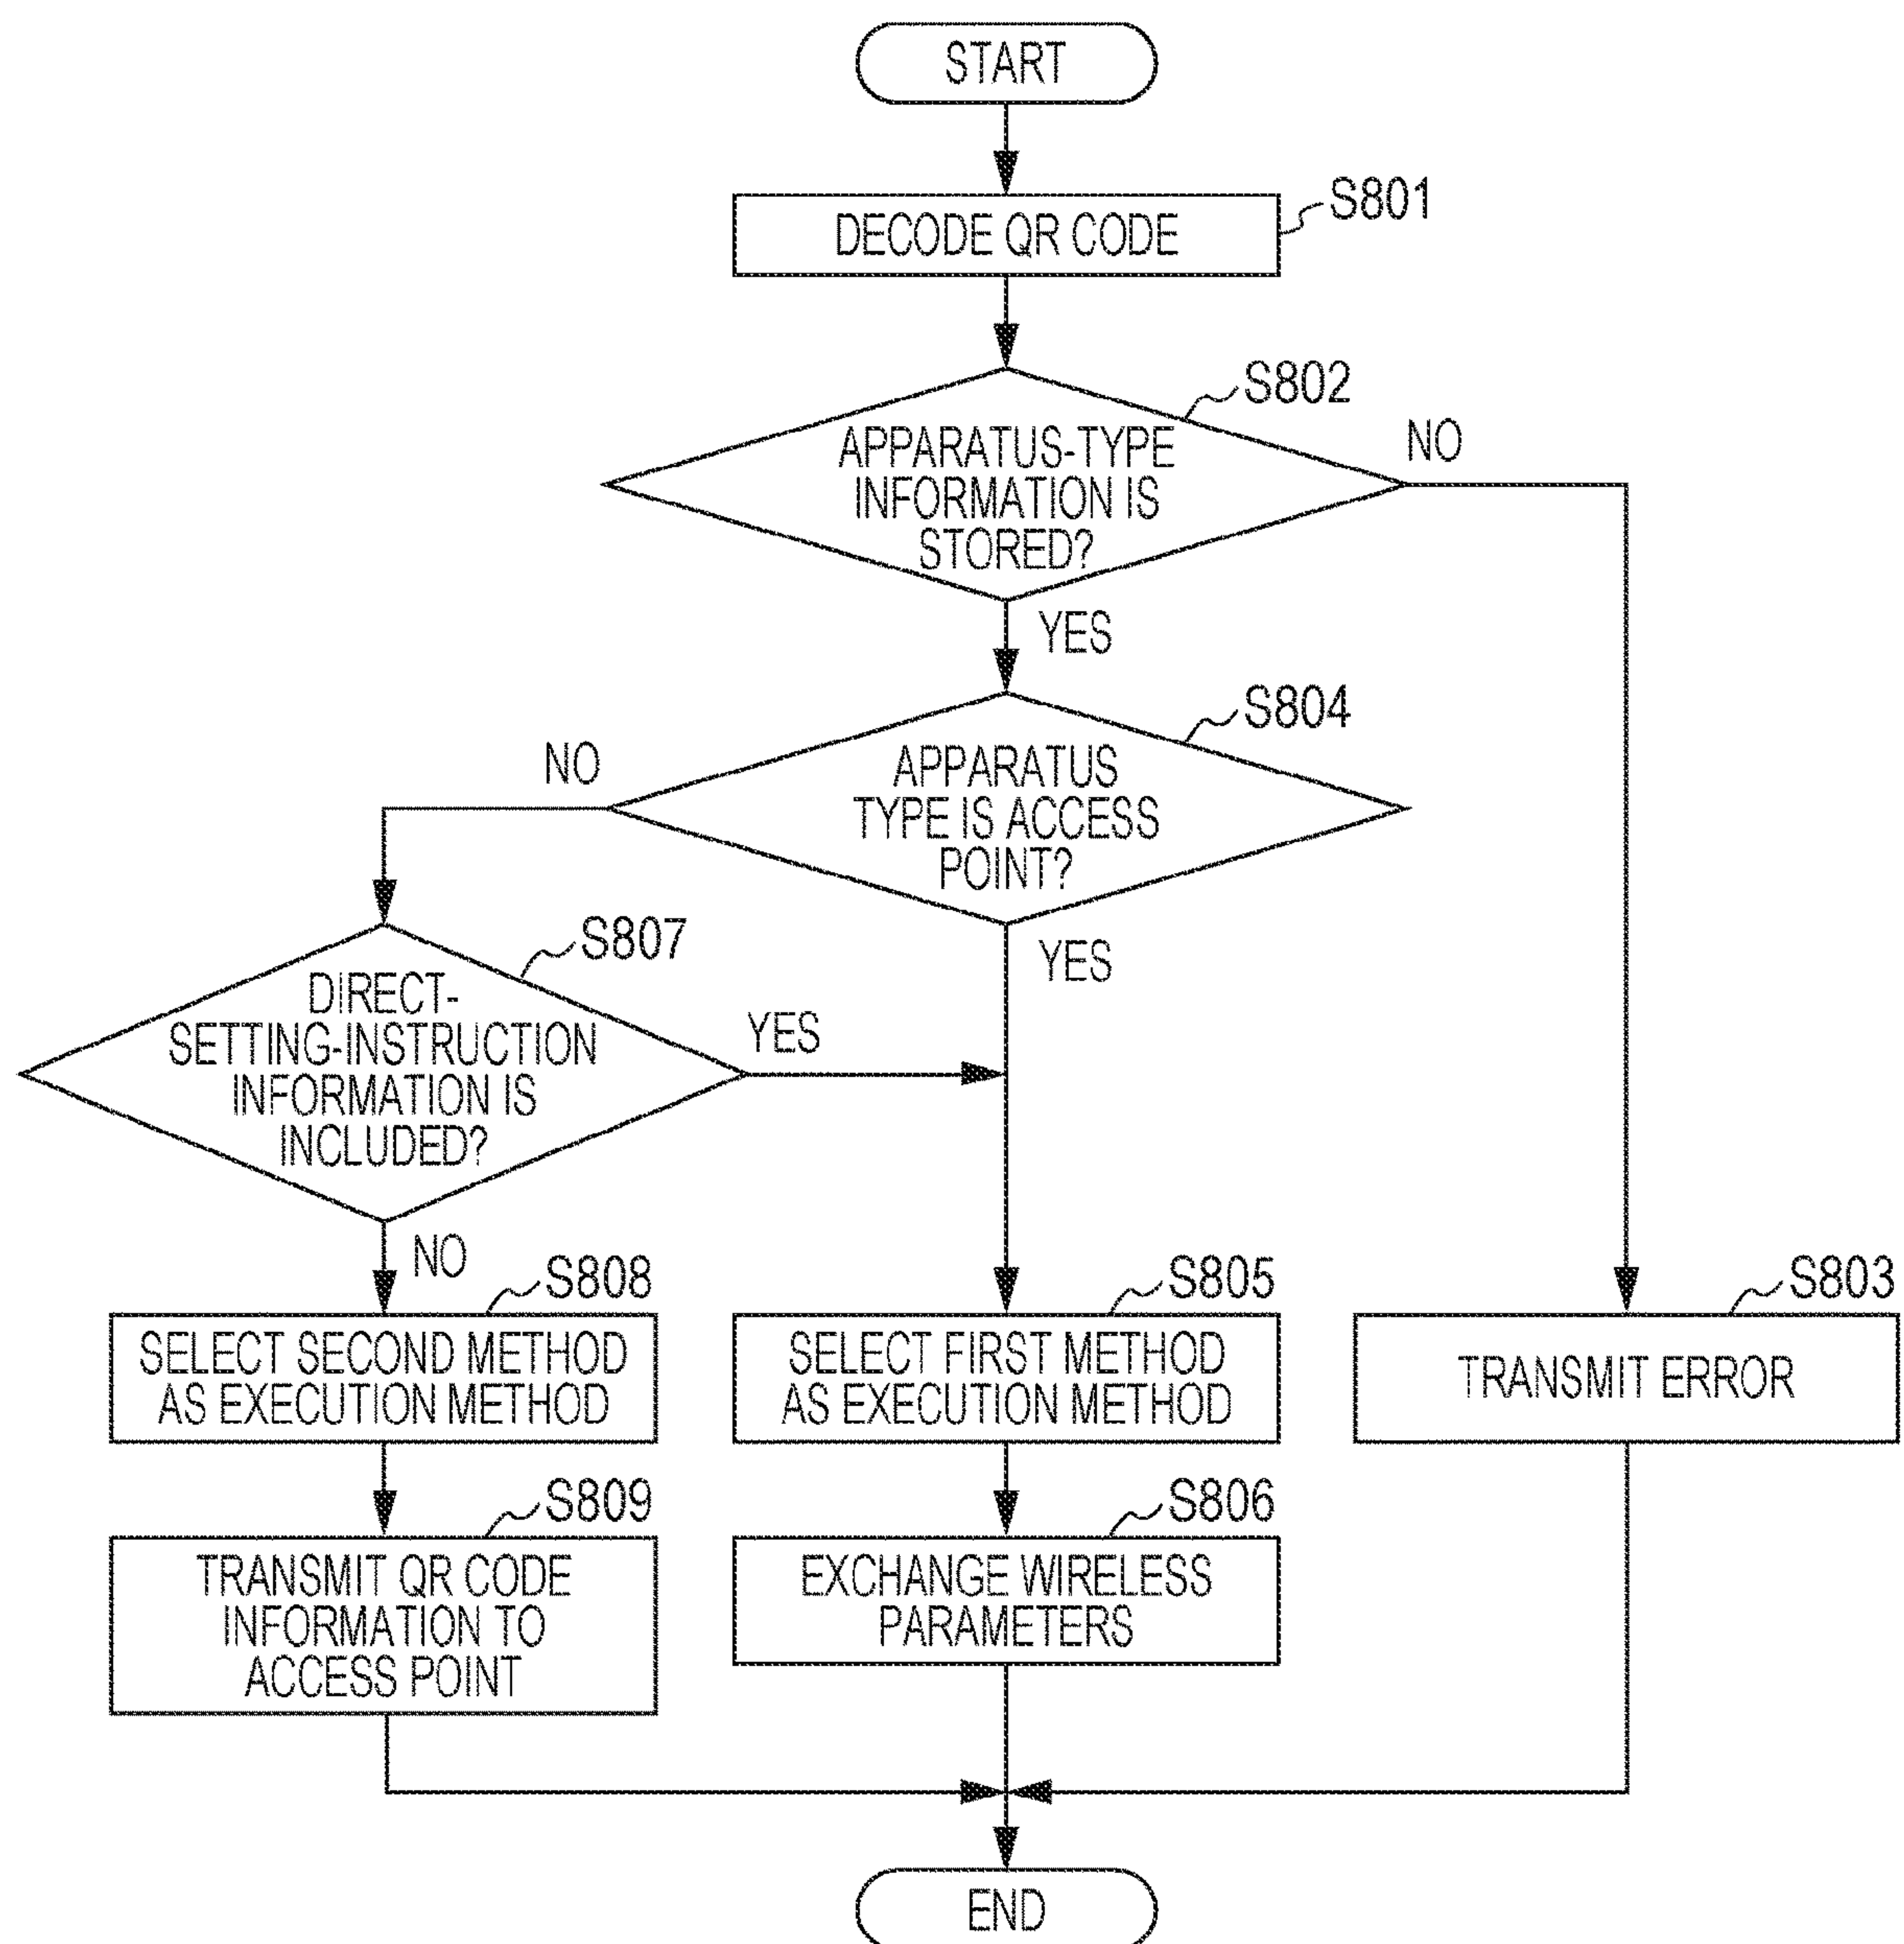 START
DECODE QR CODE
S801
APPARATUS-TYPE
INFORMATION IS
STORED?
S802
NO
YES
APPARATUS
TYPE IS ACCESS
POINT?
S804
NO
YES
DIRECT-
SETTING-INSTRUCTION
INFORMATION IS
INCLUDED?
S807
YES
NO
SELECT SECOND METHOD
AS EXECUTION METHOD
S808
SELECT FIRST METHOD
AS EXECUTION METHOD
S805
TRANSMIT ERROR
S803
TRANSMIT QR CODE
INFORMATION TO
ACCESS POINT
S809
EXCHANGE WIRELESS
PARAMETERS
S806
END